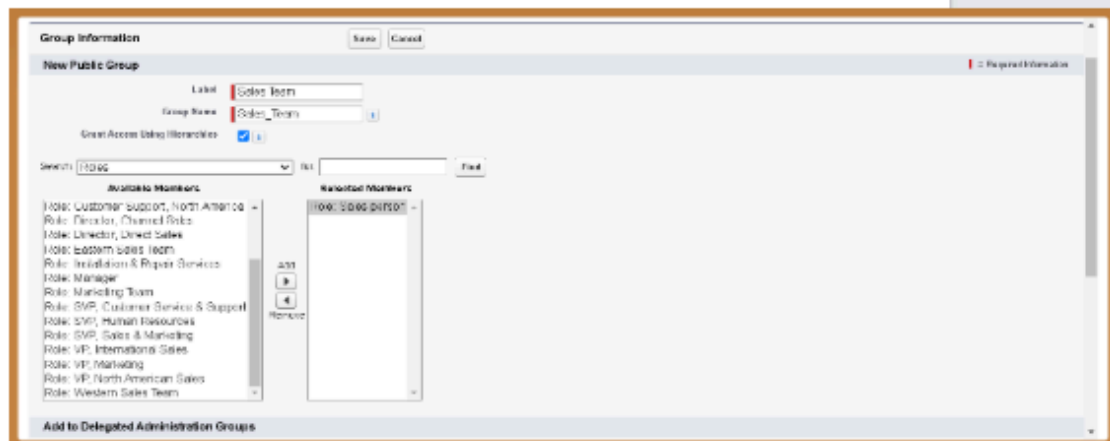 Group Information
Save Cancel
New Public Group
= Required Information
Label Sales Team
Group Name Sales_Team
Grant Access Using Hierarchies
Search: Roles for: Find
Available Members Selected Members
Role: Customer Support, North America
Role: Director, Channel Sales
Role: Director, Direct Sales
Role: Eastern Sales Team
Role: Installation & Repair Services
Role: Manager
Role: Marketing Team
Role: SVP, Customer Service & Support
Role: SVP, Human Resources
Role: SVP, Sales & Marketing
Role: VP, International Sales
Role: VP, Marketing
Role: VP, North American Sales
Role: Western Sales Team
Add
Remove
Role: Sales person
Add to Delegated Administration Groups